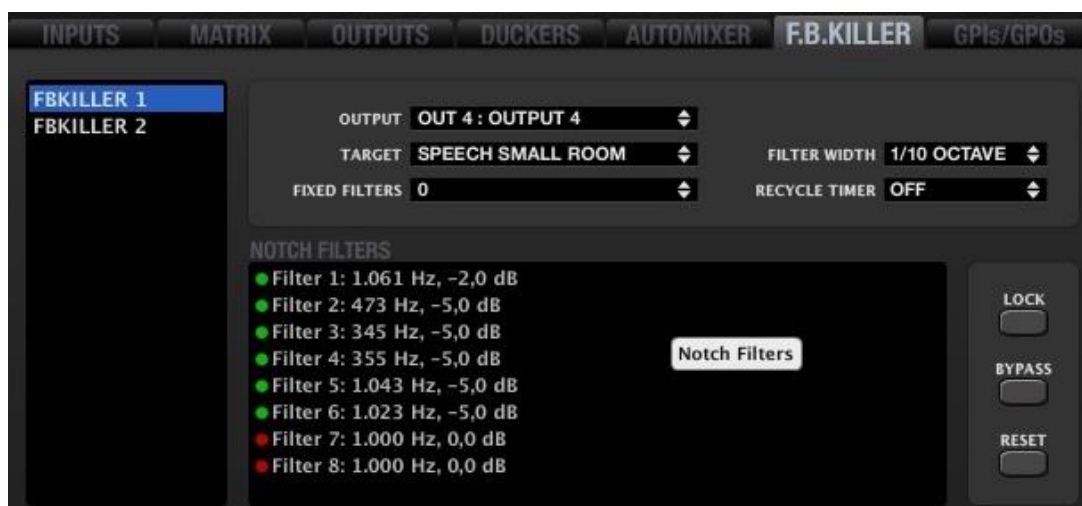 INPUTS MATRIX OUTPUTS DUCKERS AUTOMIXER F.B.KILLER GPIs/GPOs
FBKILLER 1
FBKILLER 2
OUTPUT OUT 4 : OUTPUT 4
TARGET SPEECH SMALL ROOM FILTER WIDTH 1/10 OCTAVE
FIXED FILTERS 0 RECYCLE TIMER OFF
NOTCH FILTERS
Filter 1: 1.061 Hz, -2,0 dB
Filter 2: 473 Hz, -5,0 dB
Filter 3: 345 Hz, -5,0 dB
Filter 4: 355 Hz, -5,0 dB
Filter 5: 1.043 Hz, -5,0 dB
Filter 6: 1.023 Hz, -5,0 dB
Filter 7: 1.000 Hz, 0,0 dB
Filter 8: 1.000 Hz, 0,0 dB
Notch Filters
LOCK
BYPASS
RESET